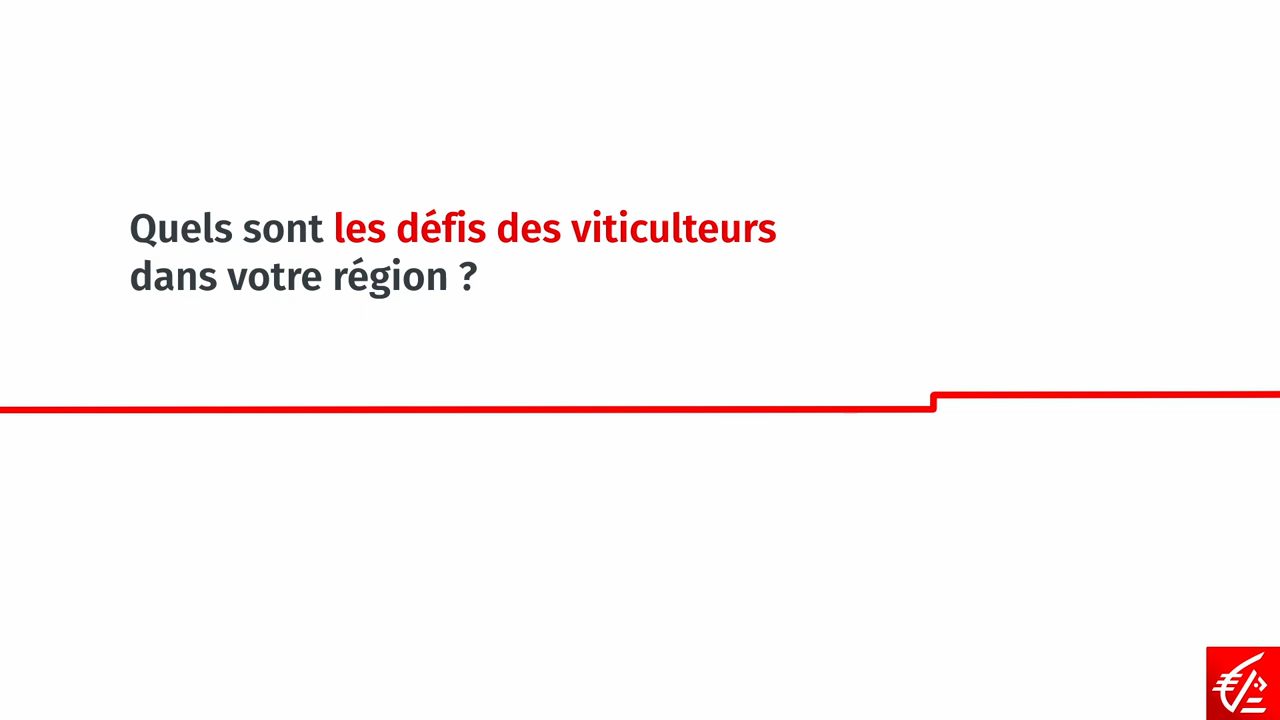 Quels sont les défis des viticulteurs
dans votre région ?